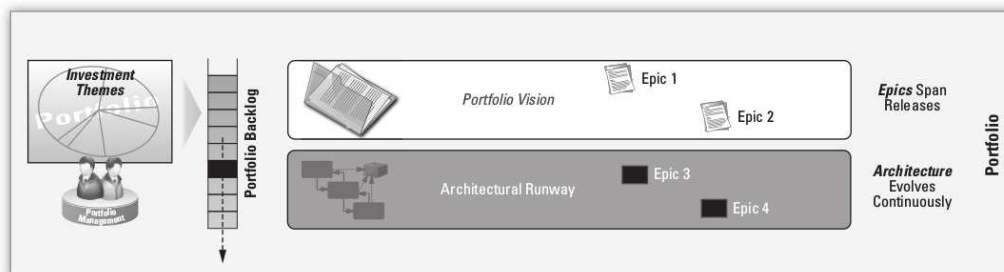 Investment
Themes
Portfolio
Portfolio
Management
Portfolio Backlog
Portfolio Vision
Epic 1
Epic 2
Epics Span
Releases
Architectural Runway
Epic 3
Epic 4
Architecture
Evolves
Continuously
Portfolio